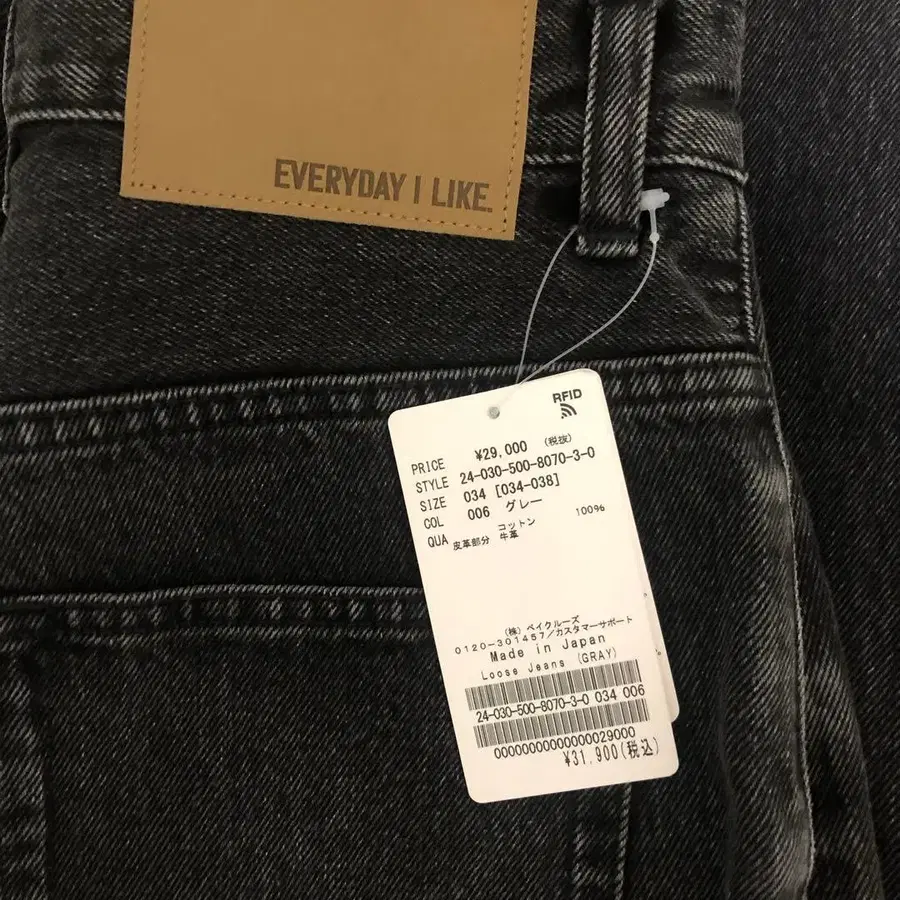 EVERYDAY I LIKE.
RFID
PRICE ¥29,000 (税抜)
STYLE 24-030-500-8070-3-0
SIZE 034 [034-038]
COL 006 グレー
QUA コットン 100%
皮革部分 牛革
(株) ベイクルーズ
0120-301457/カスタマーサポート
Made in Japan
Loose Jeans (GRAY)
24-030-500-8070-3-0 034 006
00000000000000029000
¥31,900(税込)